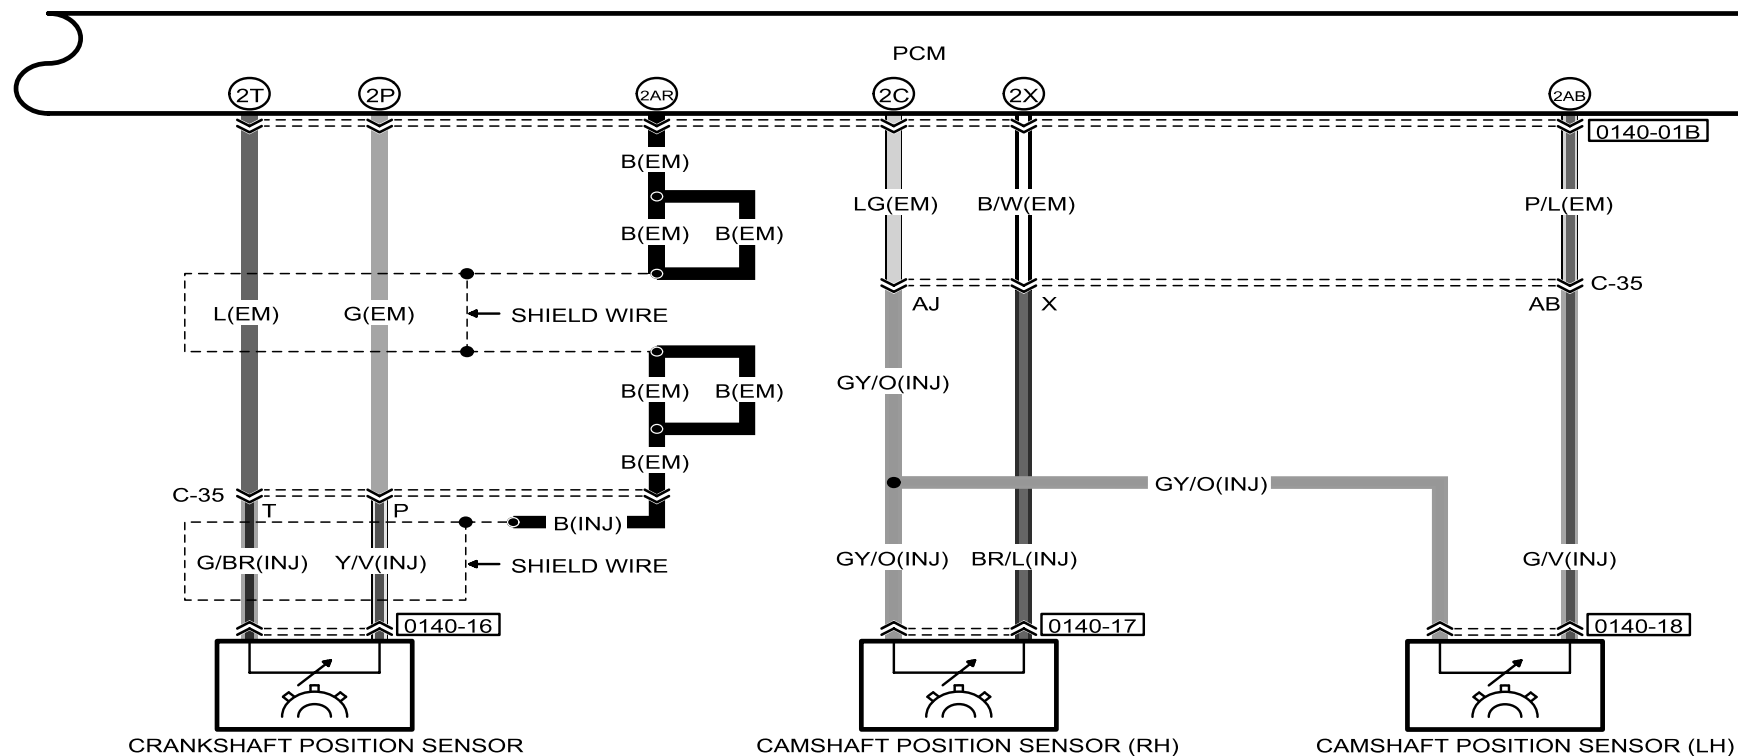 PCM
2T
2P
2AR
2C
2X
2AB
0140-01B
B(EM)
LG(EM)
B/W(EM)
P/L(EM)
B(EM)
B(EM)
C-35
AJ
X
AB
L(EM)
G(EM)
SHIELD WIRE
GY/O(INJ)
B(EM)
B(EM)
B(EM)
GY/O(INJ)
C-35
T
P
B(INJ)
G/BR(INJ)
Y/V(INJ)
SHIELD WIRE
GY/O(INJ)
BR/L(INJ)
G/V(INJ)
0140-16
0140-17
0140-18
CRANKSHAFT POSITION SENSOR
CAMSHAFT POSITION SENSOR (RH)
CAMSHAFT POSITION SENSOR (LH)